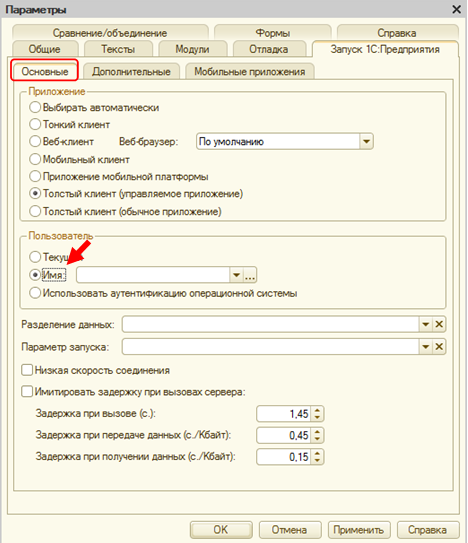 Параметры
Сравнение/объединение Формы Справка
Общие Тексты Модули Отладка Запуск 1С:Предприятия
Основные Дополнительные Мобильные приложения
Приложение
Выбирать автоматически
Тонкий клиент
Веб-клиент Веб-браузер: По умолчанию
Мобильный клиент
Приложение мобильной платформы
Толстый клиент (управляемое приложение)
Толстый клиент (обычное приложение)
Пользователь
Имя:
Использовать аутентификацию операционной системы
Разделение данных:
Параметр запуска:
Низкая скорость соединения
Имитировать задержку при вызовах сервера:
Задержка при вызове (с.): 1,45
Задержка при передаче данных (с./Кбайт): 0,45
Задержка при получении данных (с./Кбайт): 0,15
OK Отмена Применить Справка